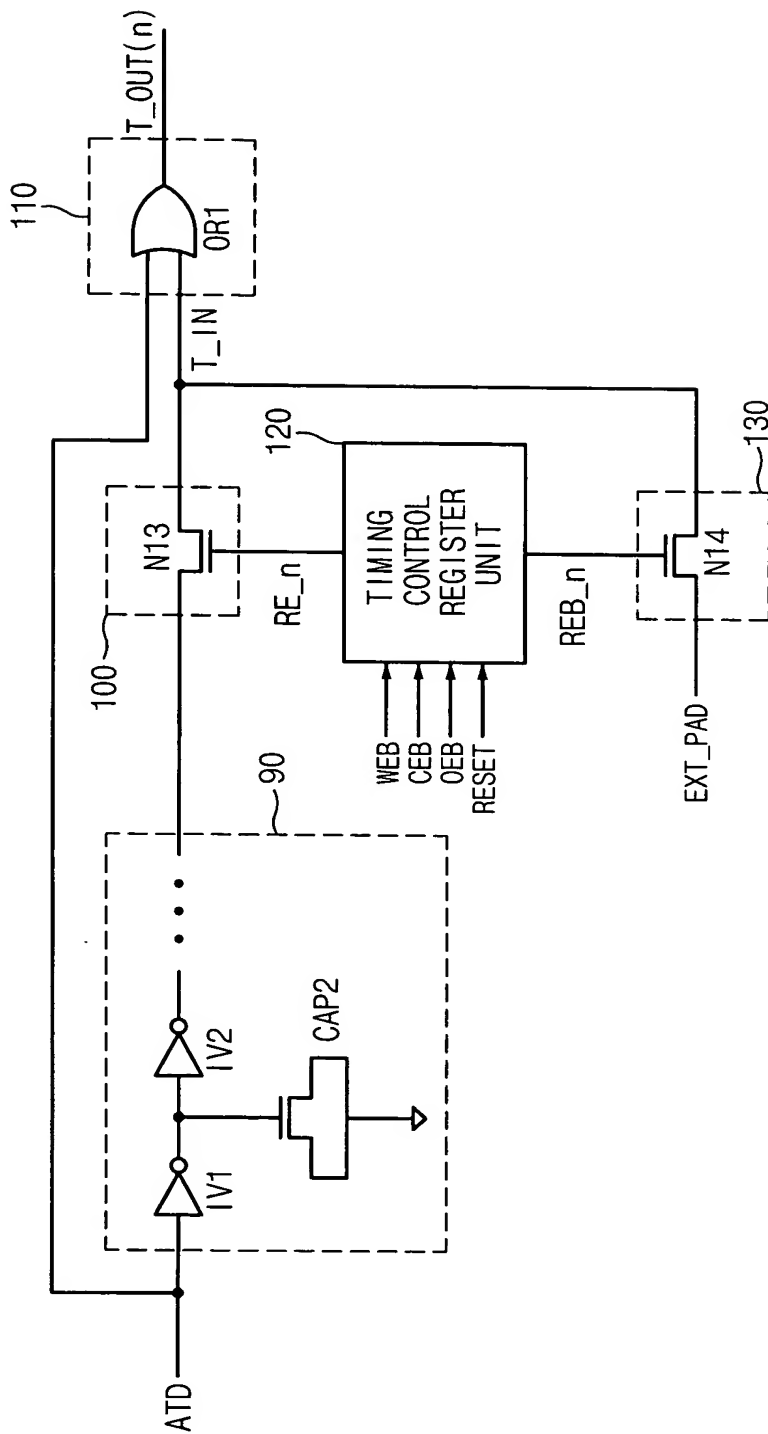 110
T_OUT(n)
OR1
T_IN
100
N13
RE_n
120
TIMING
CONTROL
REGISTER
UNIT
WEB
CEB
OEB
RESET
REB_n
130
N14
EXT_PAD
90
ATD
IV1
IV2
CAP2